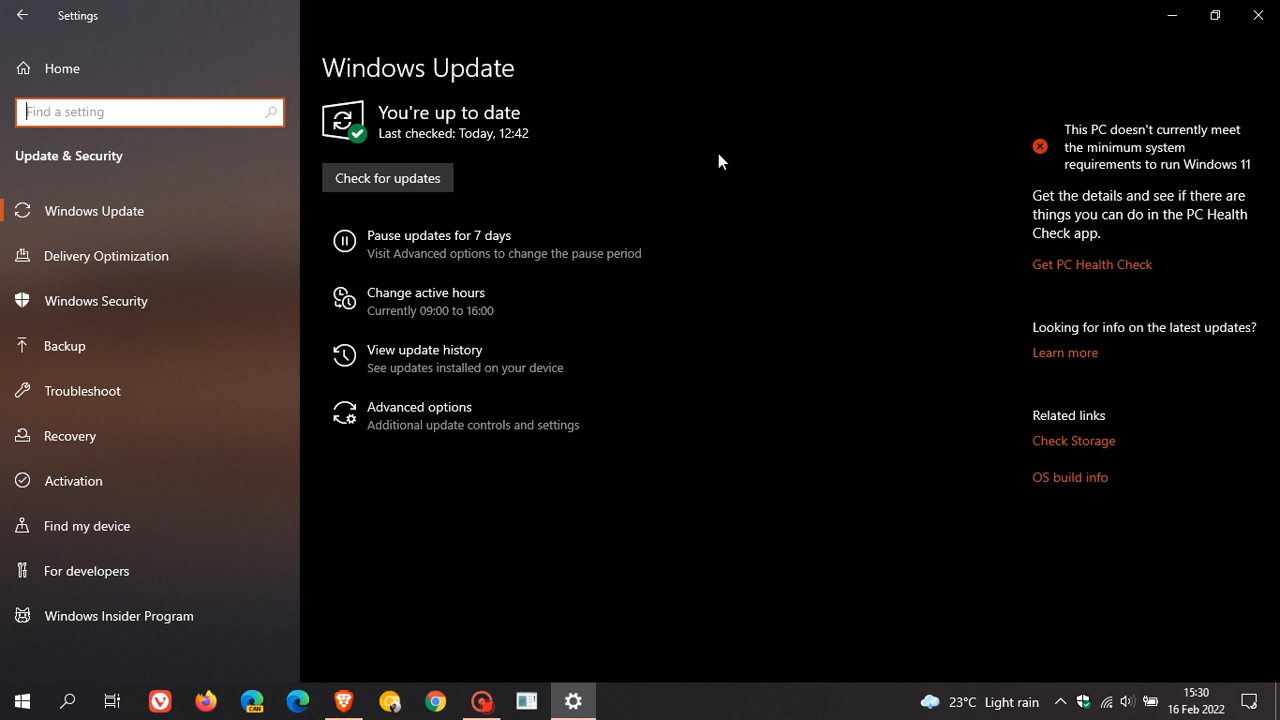 Settings
Home
Find a setting
Update & Security
Windows Update
Delivery Optimization
Windows Security
Backup
Troubleshoot
Recovery
Activation
Find my device
For developers
Windows Insider Program
Windows Update
You're up to date
Last checked: Today, 12:42
Check for updates
Pause updates for 7 days
Visit Advanced options to change the pause period
Change active hours
Currently 09:00 to 16:00
View update history
See updates installed on your device
Advanced options
Additional update controls and settings
This PC doesn't currently meet
the minimum system
requirements to run Windows 11
Get the details and see if there are
things you can do in the PC Health
Check app.
Get PC Health Check
Looking for info on the latest updates?
Learn more
Related links
Check Storage
OS build info
CAN
23°C Light rain
15:30
16 Feb 2022